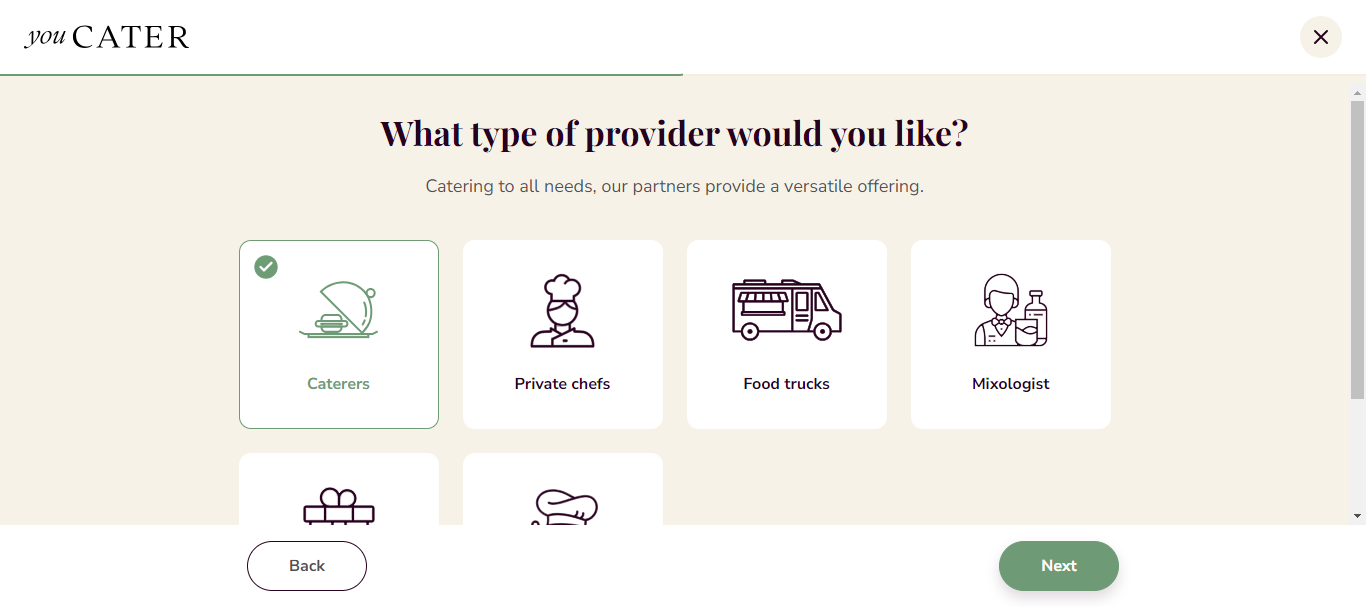 you CATER
What type of provider would you like?
Catering to all needs, our partners provide a versatile offering.
Caterers
Private chefs
Food trucks
Mixologist
Back
Next